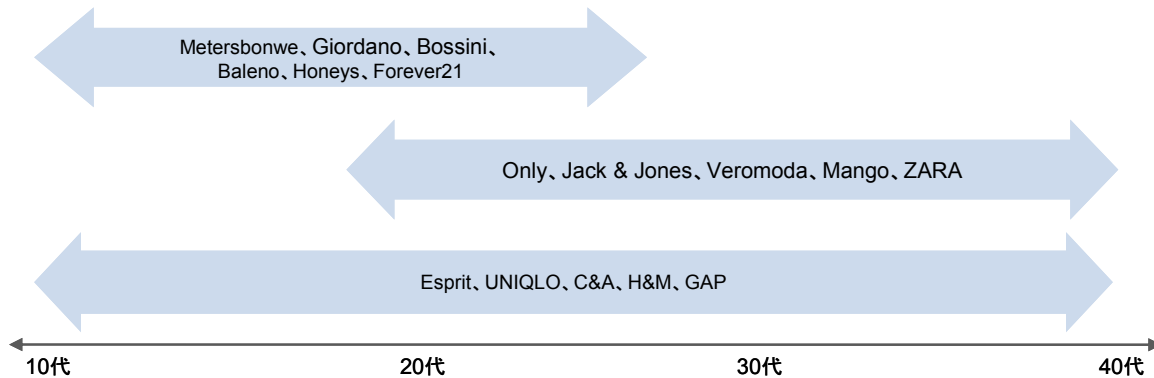 Metersbonwe、Giordano、Bossini、
Baleno、Honeys、Forever21
Only、Jack & Jones、Veromoda、Mango、ZARA
Esprit、UNIQLO、C&A、H&M、GAP
10代 20代 30代 40代